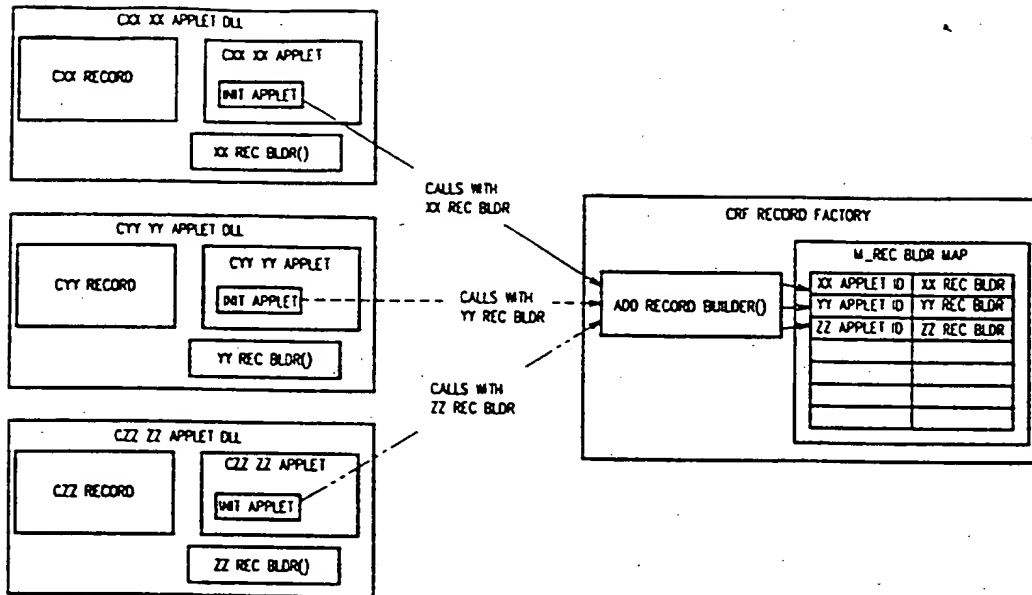 CXX XX APPLET DLL
CXX RECORD
CXX XX APPLET
INIT APPLET
XX REC BLDR()
CALLS WITH
XX REC BLDR
CYY YY APPLET DLL
CYY RECORD
CYY YY APPLET
INIT APPLET
YY REC BLDR()
CALLS WITH
YY REC BLDR
CZZ ZZ APPLET DLL
CZZ RECORD
CZZ ZZ APPLET
INIT APPLET
ZZ REC BLDR()
CALLS WITH
ZZ REC BLDR
CRF RECORD FACTORY
ADD RECORD BUILDER()
M_REC BLDR MAP
XX APPLET ID XX REC BLDR
YY APPLET ID YY REC BLDR
ZZ APPLET ID ZZ REC BLDR